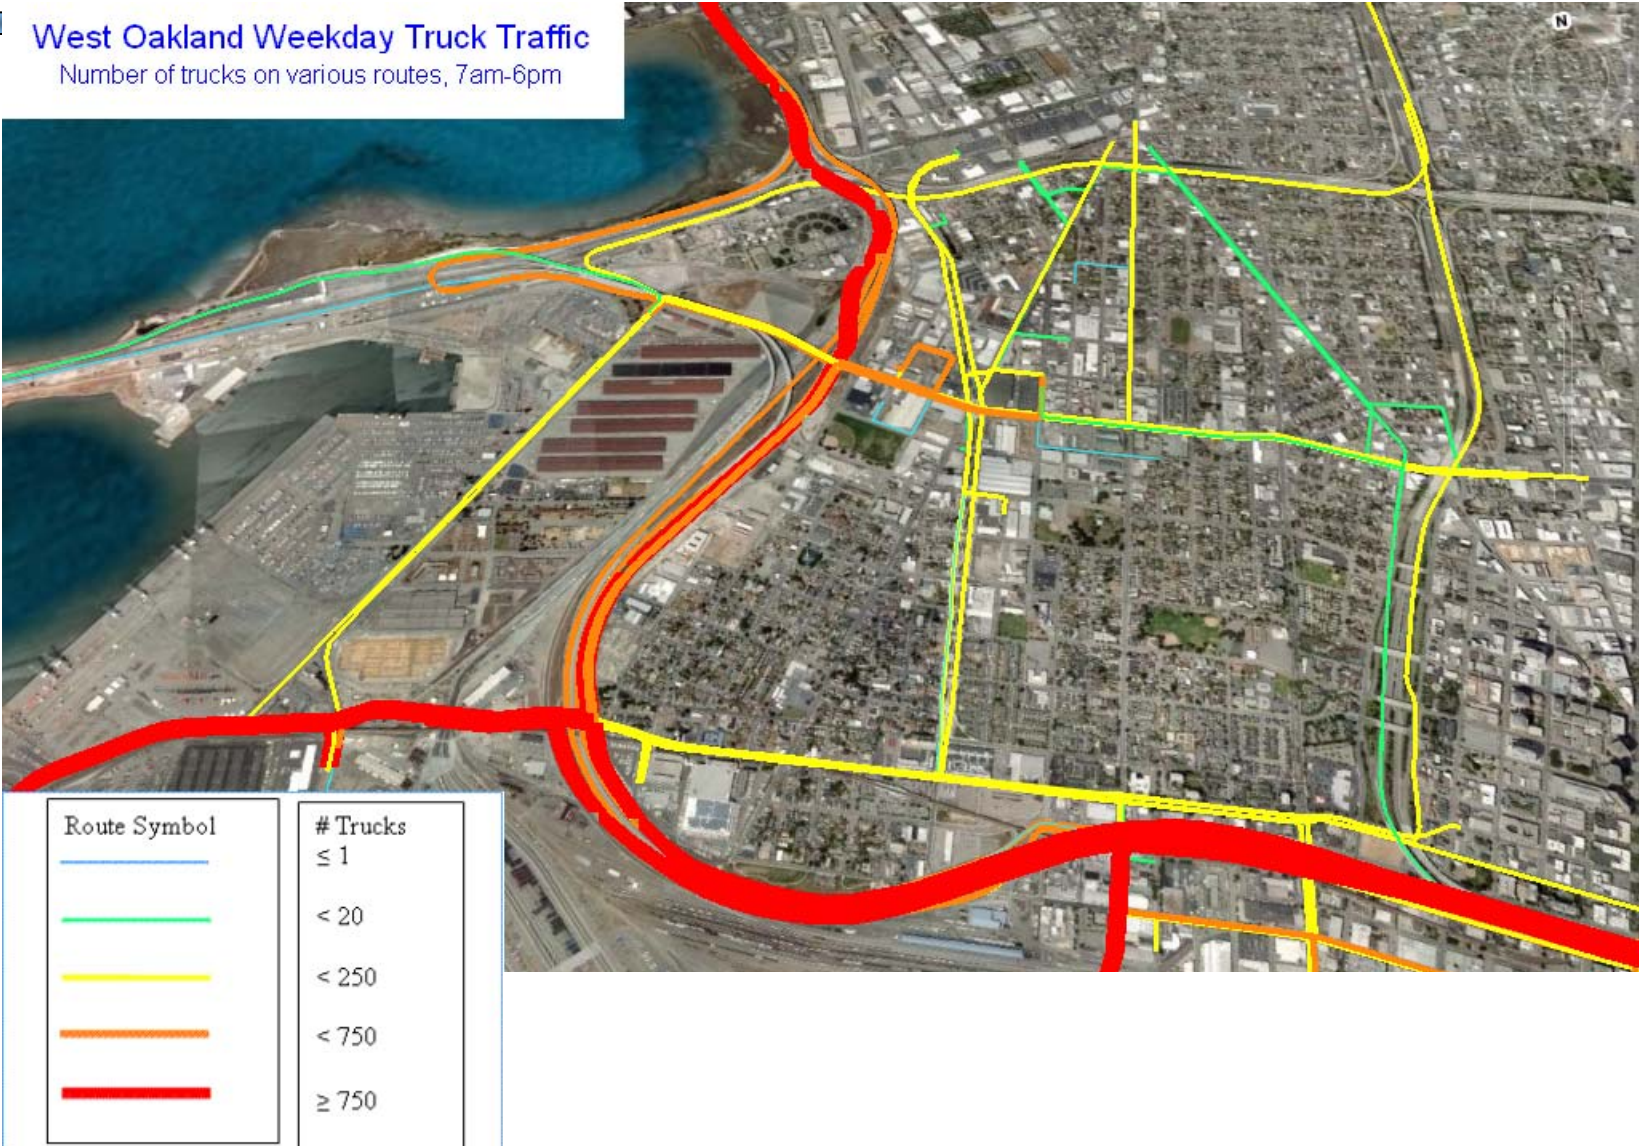 West Oakland Weekday Truck Traffic
Number of trucks on various routes, 7am-6pm
N
Route Symbol
# Trucks
≤ 1
< 20
< 250
< 750
≥ 750